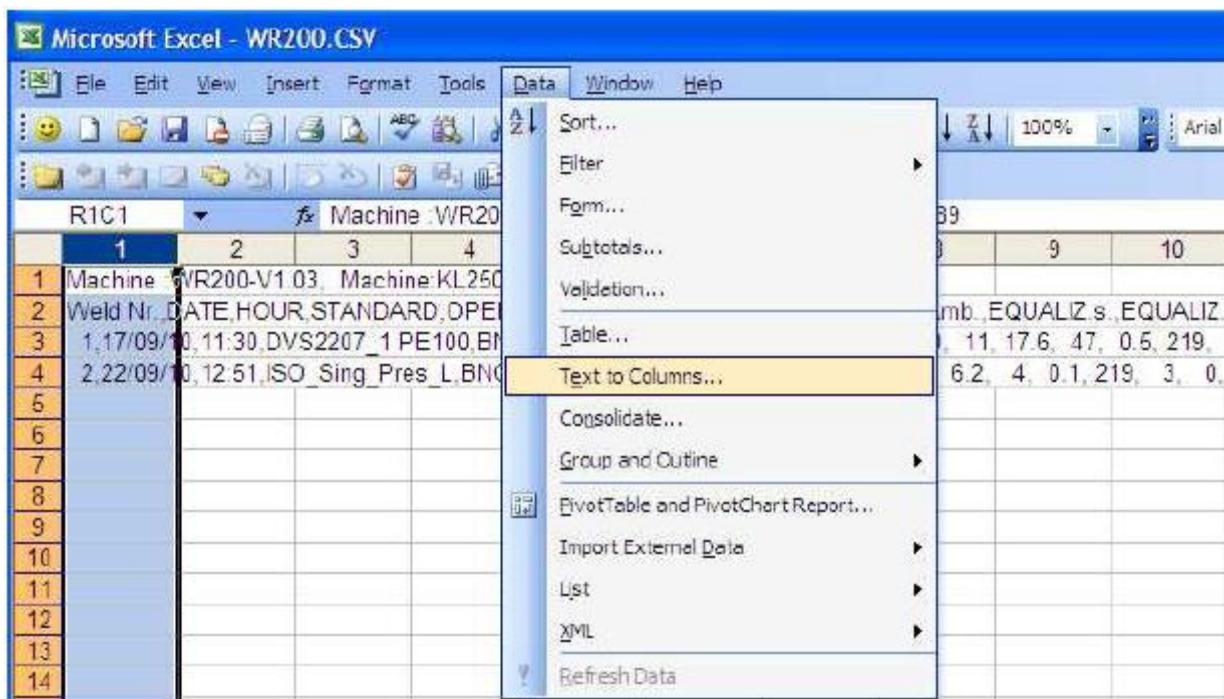 Microsoft Excel - WR200.CSV
File Edit View Insert Format Tools Data Window Help
100% Arial
R1C1 fx Machine :WR20 39
1 2 3 4 9 10
1 Machine WR200-V1.03, Machine:KL250
2 Weld Nr.,DATE,HOUR,STANDARD,OPE mb.,EQUALIZ.s.,EQUALIZ.
3 1,17/09/10,11:30,DVS2207_1 PE100, 11, 17.6, 47, 0.5, 219,
4 2,22/09/10,12:51,ISO_Sing_Pres_L, 6.2, 4, 0.1, 219, 3, 0,
5
6
7
8
9
10
11
12
13
14
Sort...
Filter
Form...
Subtotals...
Validation...
Table...
Text to Columns...
Consolidate...
Group and Outline
PivotTable and PivotChart Report...
Import External Data
List
XML
Refresh Data